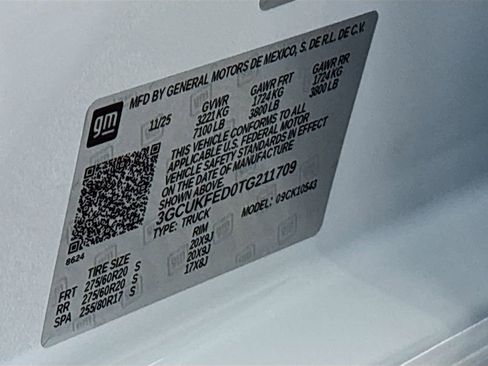 gm
MFD BY GENERAL MOTORS DE MEXICO, S. DE R.L. DE C.V.
11/25 GVWR GAWR FRT GAWR RR
3221 KG 1724 KG 1724 KG
7100 LB 3800 LB 3800 LB
THIS VEHICLE CONFORMS TO ALL
APPLICABLE U.S. FEDERAL MOTOR
VEHICLE SAFETY STANDARDS IN EFFECT
ON THE DATE OF MANUFACTURE
SHOWN ABOVE.
3GCUKFED0TG211709
TYPE: TRUCK MODEL: 09CK10543
8624
TIRE SIZE RIM
FRT 275/60R20 S 20X9J
RR 275/60R20 S 20X9J
SPA 255/80R17 S 17X8J